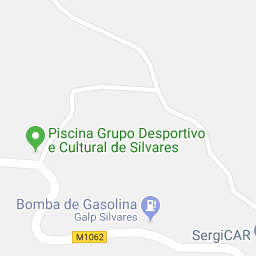 Piscina Grupo Desportivo
e Cultural de Silvares
Bomba de Gasolina
Galp Silvares
M1062
SergiCAR